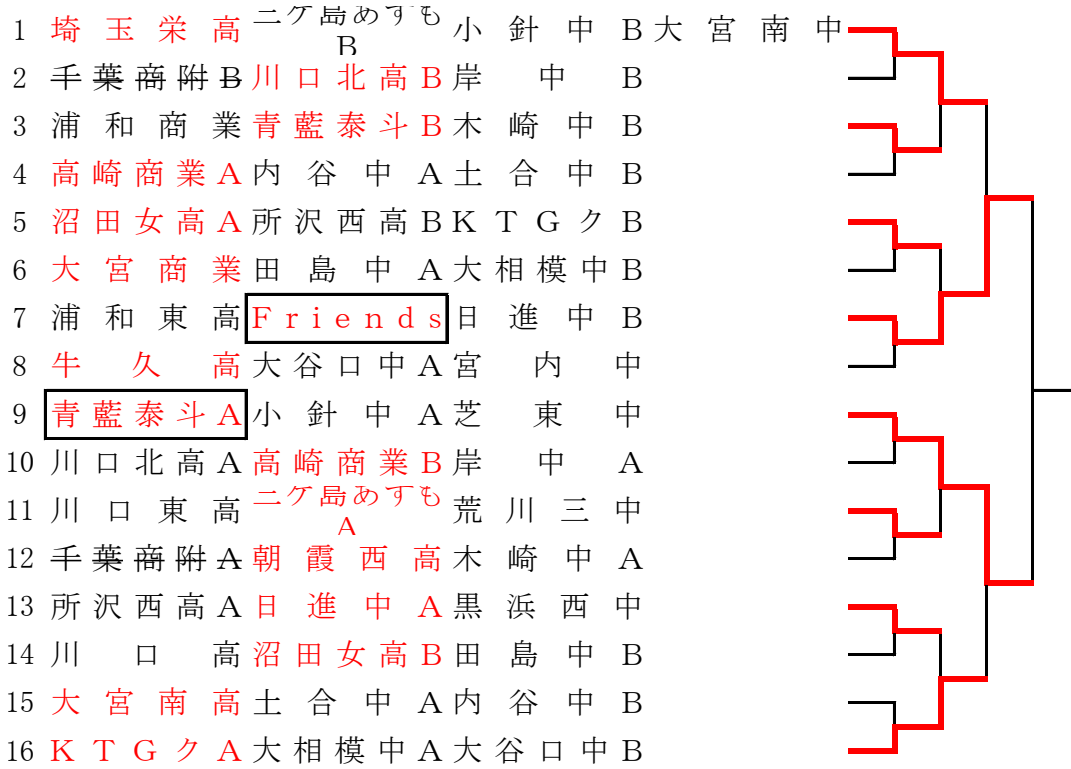 1 埼玉栄高 三ケ島あすもB 小針中B 大宮南中
2 千葉商附B 川口北高B 岸中B
3 浦和商業 青藍泰斗B 木崎中B
4 高崎商業A 内谷中A 土合中B
5 沼田女高A 所沢西高B KTGクB
6 大宮商業 田島中A 大相模中B
7 浦和東高 Friends 日進中B
8 牛久高 大谷口中A 宮内中
9 青藍泰斗A 小針中A 芝東中
10 川口北高A 高崎商業B 岸中A
11 川口東高 三ケ島あすもA 荒川三中
12 千葉商附A 朝霞西高 木崎中A
13 所沢西高A 日進中A 黒浜西中
14 川口高 沼田女高B 田島中B
15 大宮南高 土合中A 内谷中B
16 KTGクA 大相模中A 大谷口中B